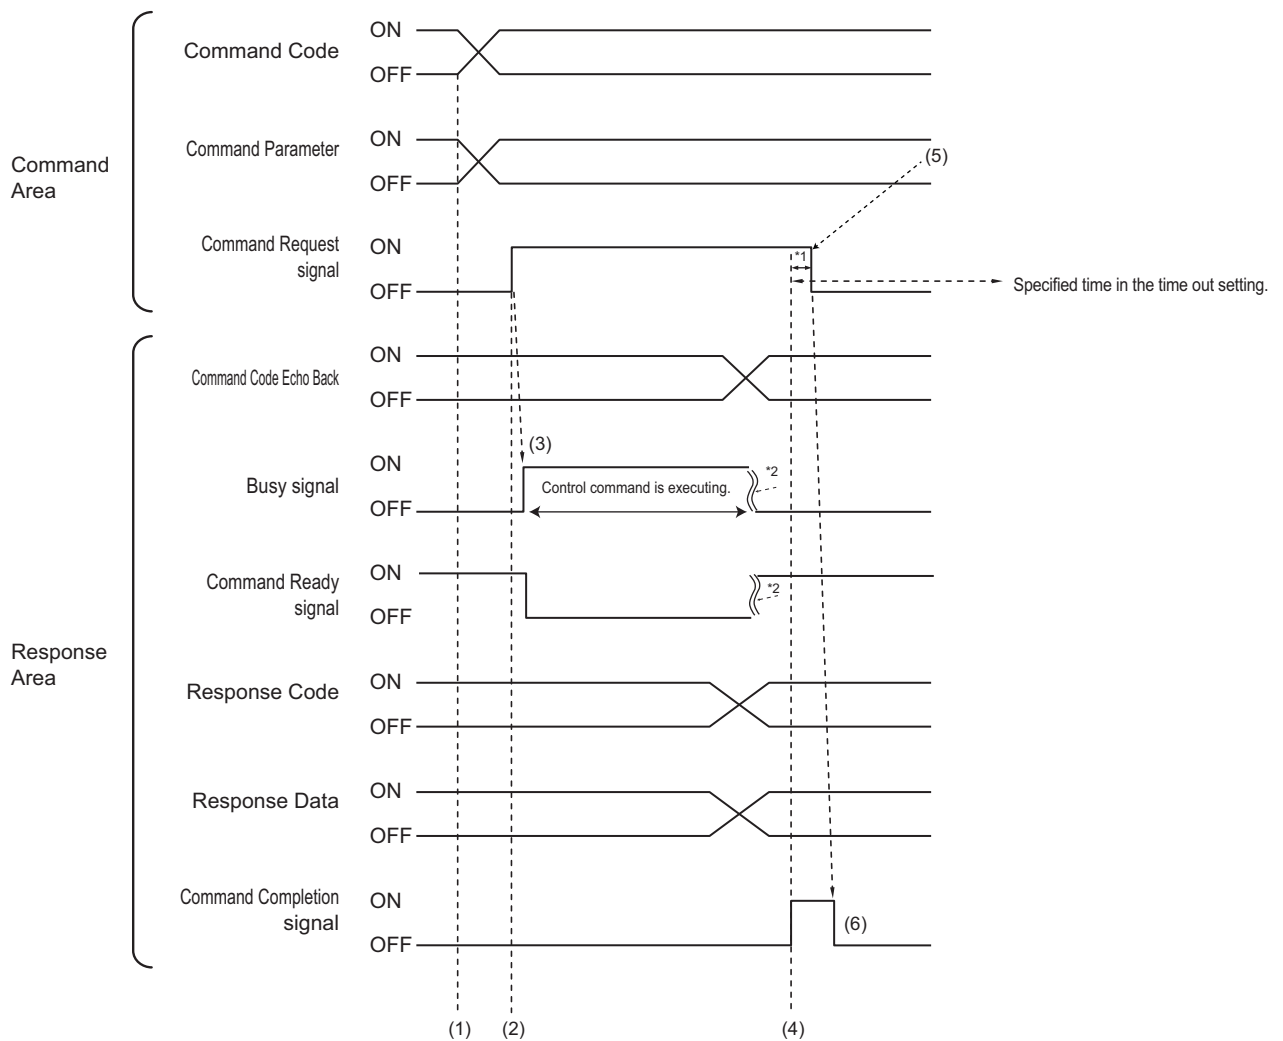 Command Area
Command Code
ON
OFF
Command Parameter
ON
OFF
(5)
Command Request
signal
ON
OFF
*1
Specified time in the time out setting.
Response Area
Command Code Echo Back
ON
OFF
Busy signal
ON
OFF
(3)
Control command is executing.
*2
Command Ready
signal
ON
OFF
*2
Response Code
ON
OFF
Response Data
ON
OFF
Command Completion
signal
ON
OFF
(6)
(1)
(2)
(4)